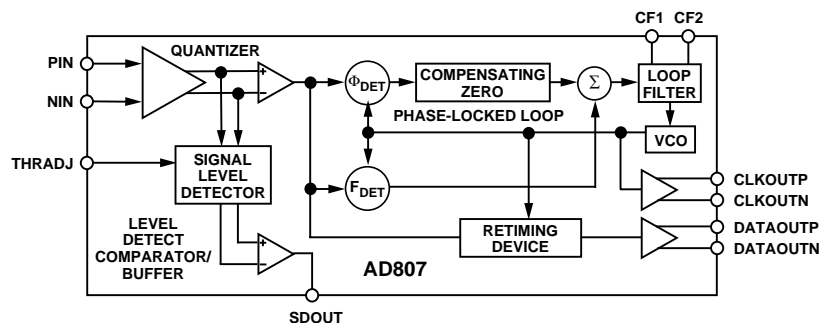 CF1 CF2
PIN
NIN
THRADJ
QUANTIZER
+
−
ΦDET
COMPENSATING
ZERO
Σ
LOOP
FILTER
PHASE-LOCKED LOOP
VCO
SIGNAL
LEVEL
DETECTOR
FDET
CLKOUTP
CLKOUTN
LEVEL
DETECT
COMPARATOR/
BUFFER
+
−
RETIMING
DEVICE
DATAOUTP
DATAOUTN
AD807
SDOUT